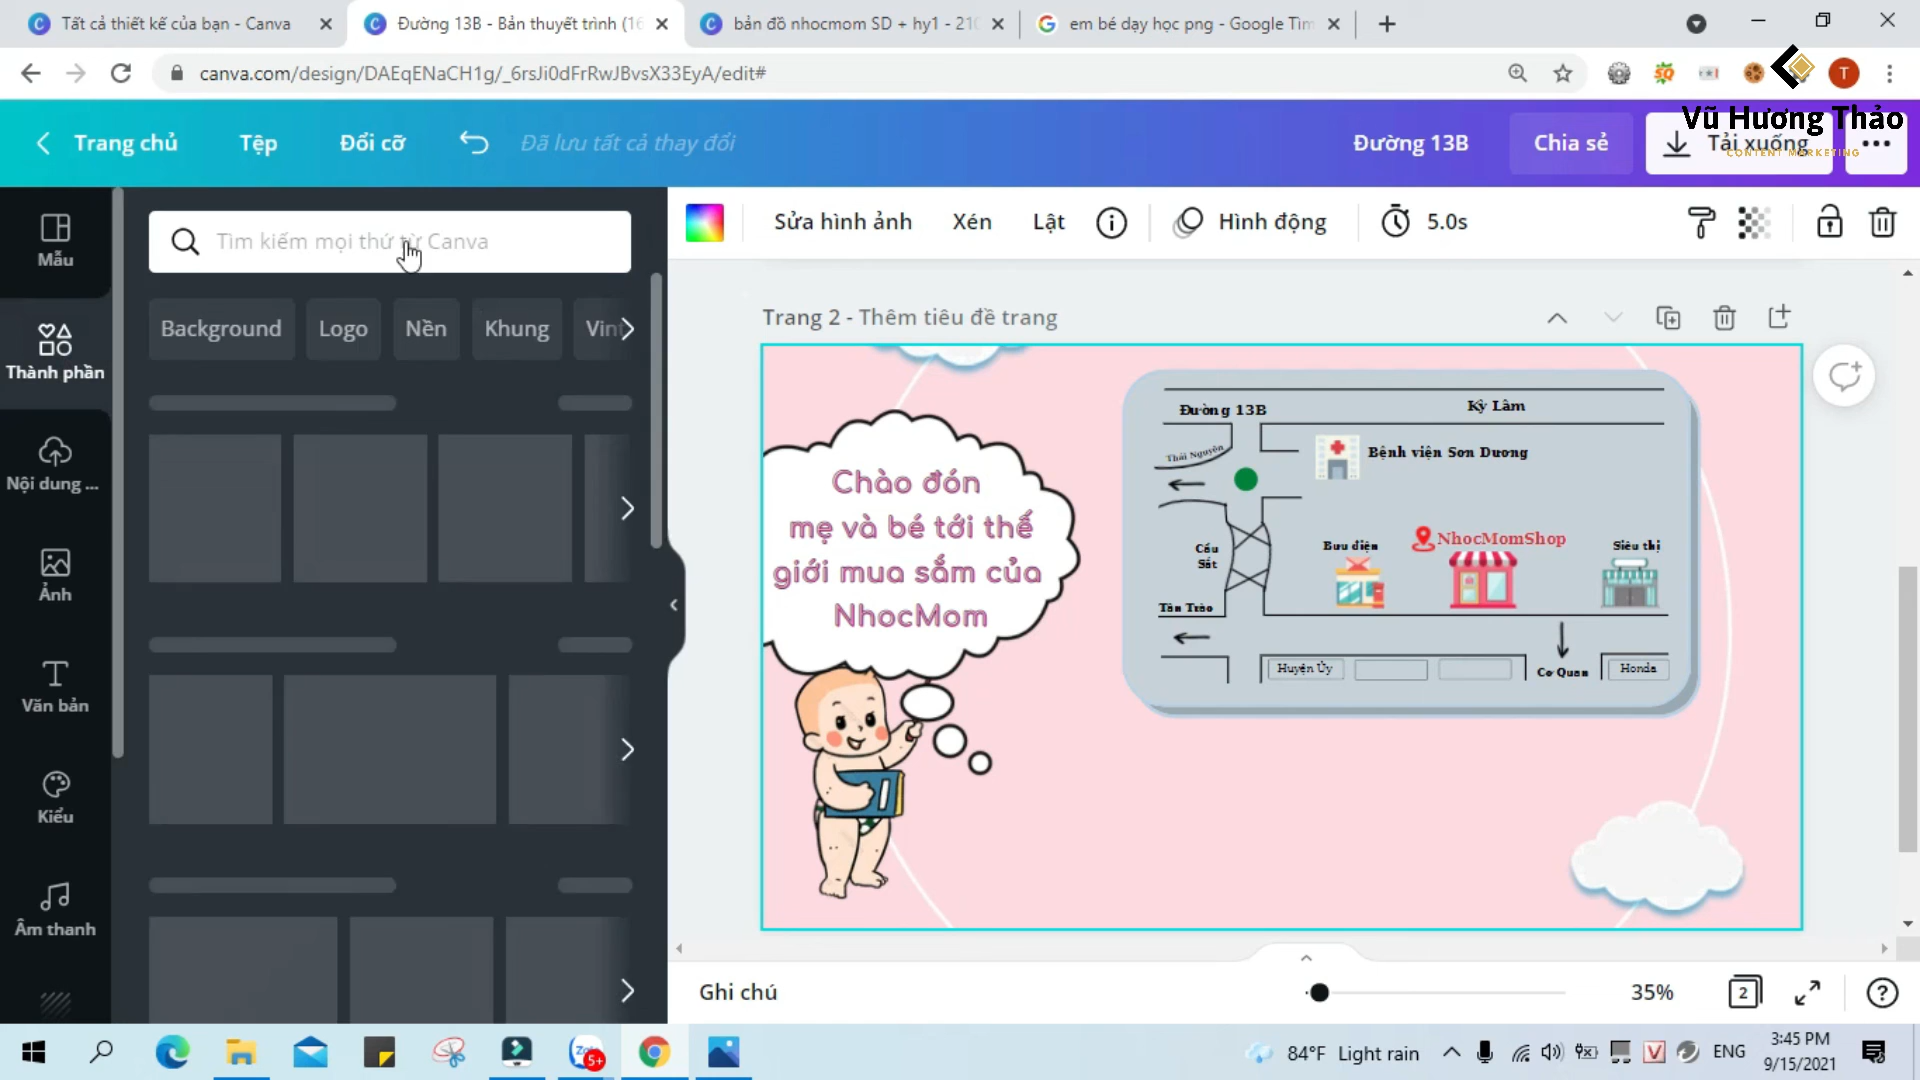 Tất cả thiết kế của bạn - Canva
Đường 13B - Bản thuyết trình (16
bản đồ nhocmom SD + hy1 - 210
em bé dạy học png - Google Tìm
canva.com/design/DAEqENaCH1g/_6rsJi0dFrRwJBvsX33EyA/edit#
T
Vũ Hương Thảo
CONTENT MARKETING
Trang chủ
Tệp
Đổi cỡ
Đã lưu tất cả thay đổi
Đường 13B
Chia sẻ
Tải xuống
Mẫu
Thành phần
Nội dung ...
Ảnh
Văn bản
Kiểu
Âm thanh
Tìm kiếm mọi thứ từ Canva
Background
Logo
Nền
Khung
Vint
Sửa hình ảnh
Xén
Lật
Hình động
5.0s
Trang 2 - Thêm tiêu đề trang
Chào đón
mẹ và bé tới thế
giới mua sắm của
NhocMom
Đường 13B
Kỳ Lâm
Thái Nguyên
Bệnh viện Sơn Dương
Cầu
Sắt
Bưu điện
NhocMomShop
Siêu thị
Tân Trào
Huyện Ủy
Cơ Quan
Honda
Ghi chú
35%
2
84°F Light rain
ENG
3:45 PM
9/15/2021
5+